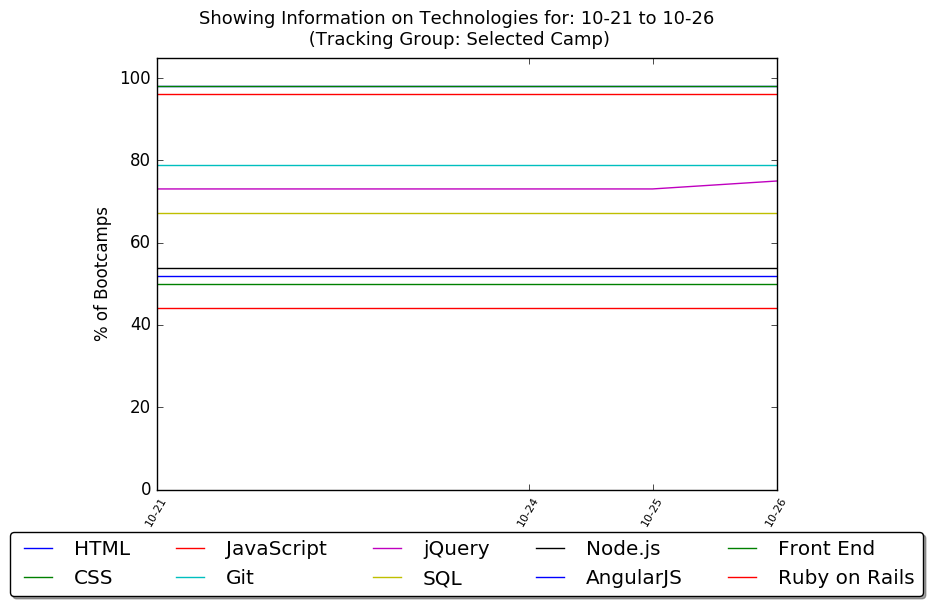 Showing Information on Technologies for: 10-21 to 10-26
(Tracking Group: Selected Camp)
% of Bootcamps
100
80
60
40
20
0
10-21
10-24
10-25
10-26
HTML
JavaScript
jQuery
Node.js
Front End
CSS
Git
SQL
AngularJS
Ruby on Rails